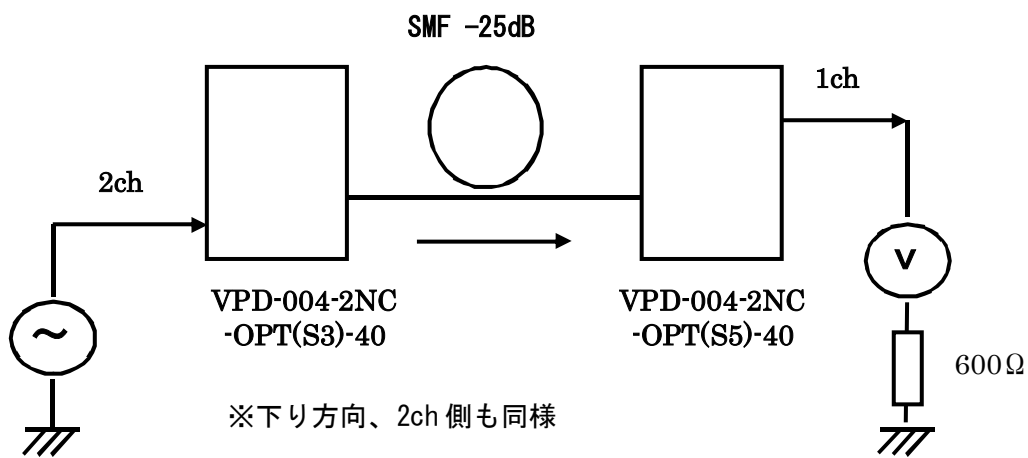 SMF -25dB
1ch
2ch
~
V
VPD-004-2NC
-OPT(S3)-40
VPD-004-2NC
-OPT(S5)-40
600Ω
※下り方向、2ch 側も同様